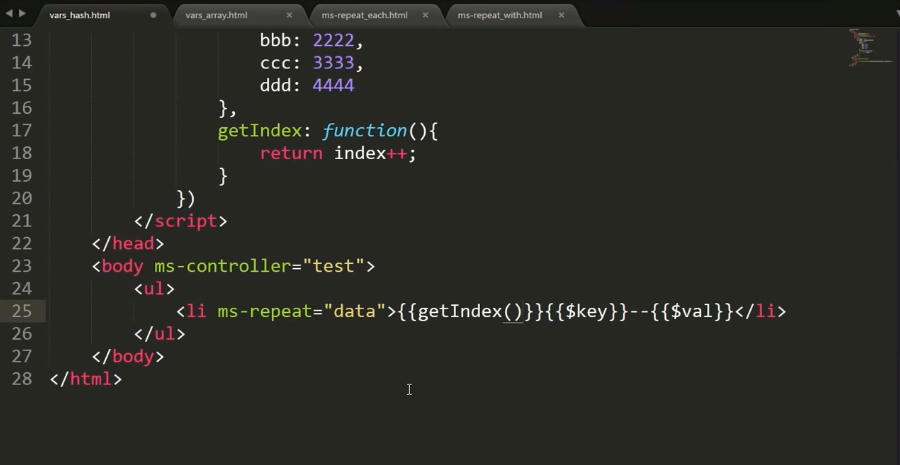 vars_hash.html vars_array.html ms-repeat_each.html ms-repeat_with.html
13 bbb: 2222,
14 ccc: 3333,
15 ddd: 4444
16 },
17 getIndex: function(){
18 return index++;
19 }
20 })
21 </script>
22 </head>
23 <body ms-controller="test">
24 <ul>
25 <li ms-repeat="data">{{getIndex()}}{{$key}}--{{$val}}</li>
26 </ul>
27 </body>
28 </html>